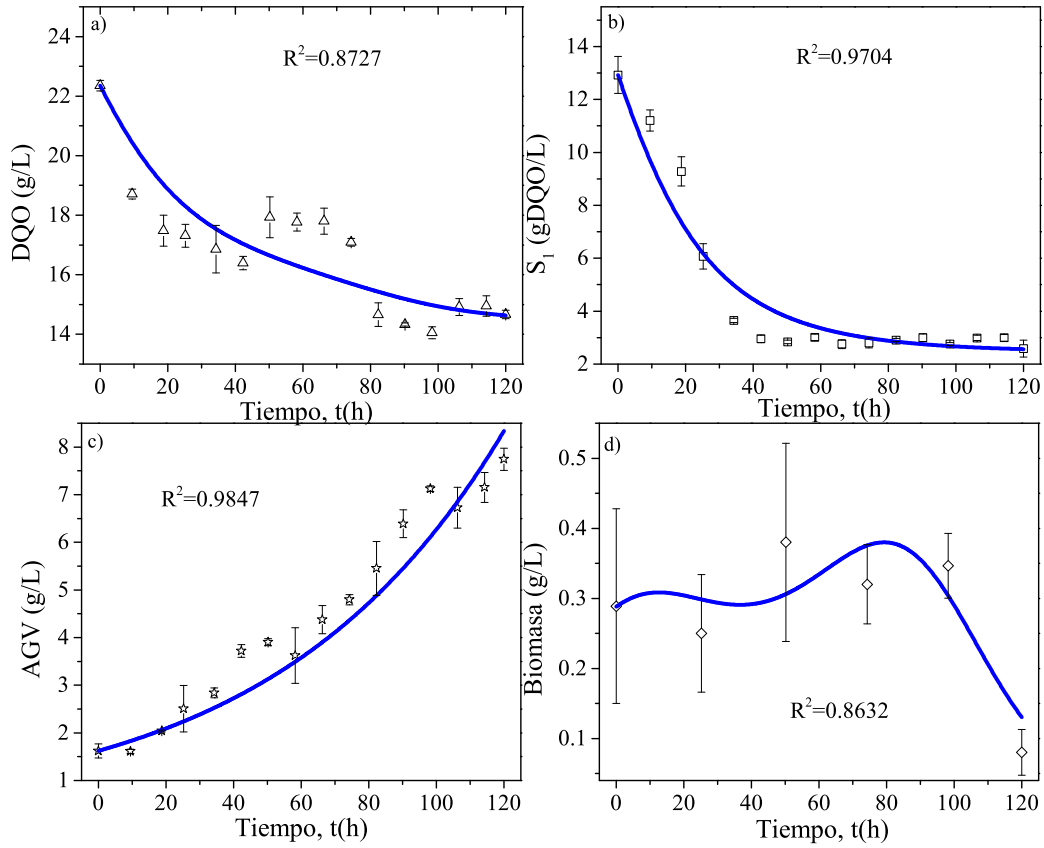 a)
R²=0.8727
DQO (g/L)
24
22
20
18
16
14
0 20 40 60 80 100 120
Tiempo, t(h)
b)
R²=0.9704
S₁ (gDQO/L)
14
12
10
8
6
4
2
0 20 40 60 80 100 120
Tiempo, t(h)
c)
R²=0.9847
AGV (g/L)
8
7
6
5
4
3
2
1
0 20 40 60 80 100 120
Tiempo, t(h)
d)
R²=0.8632
Biomasa (g/L)
0.5
0.4
0.3
0.2
0.1
0 20 40 60 80 100 120
Tiempo, t(h)